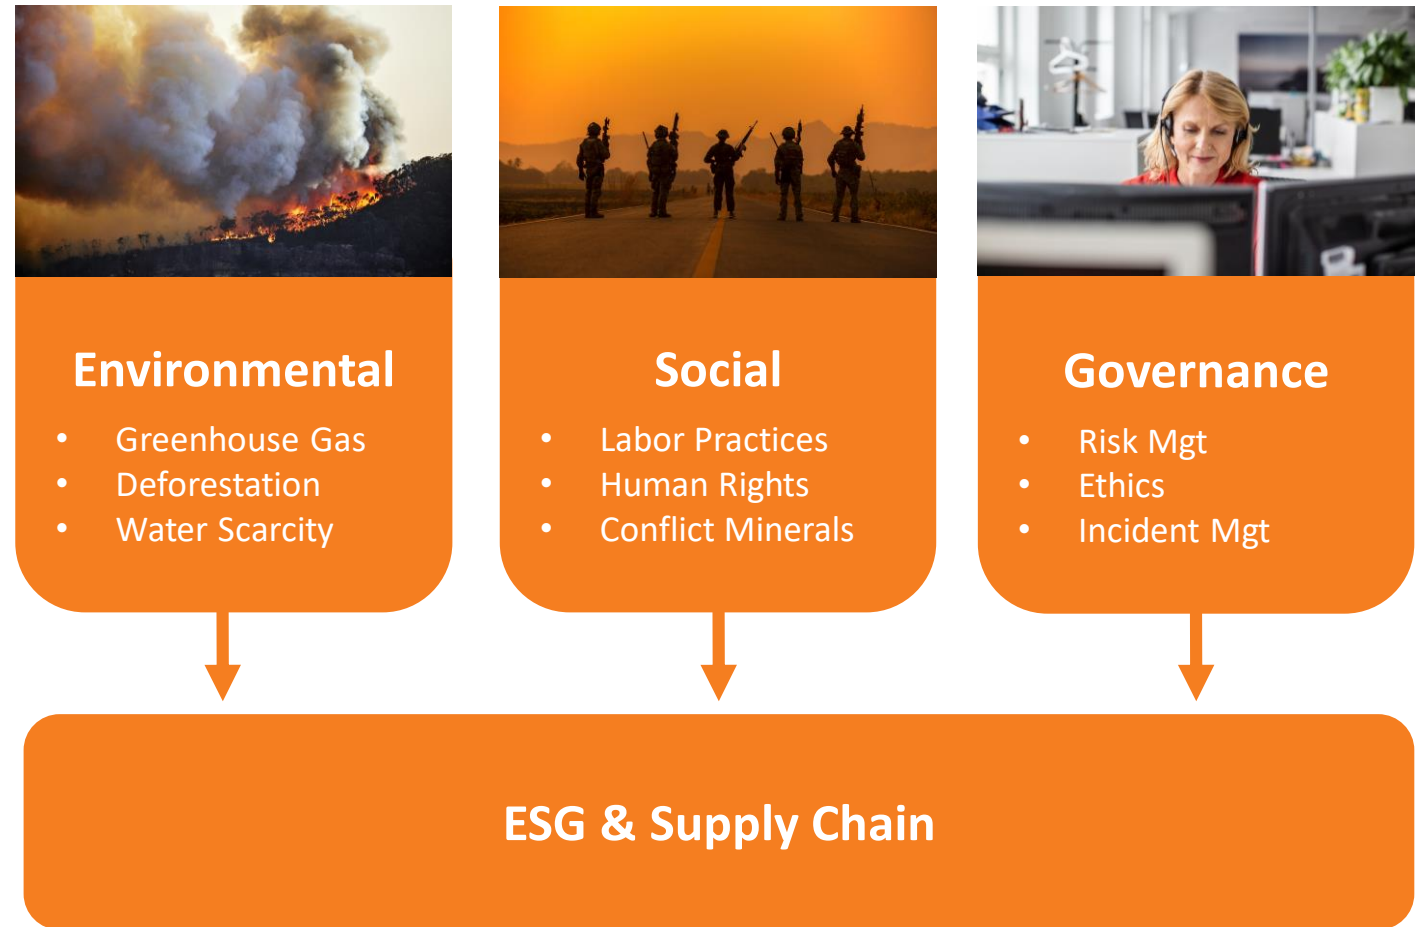 Environmental
• Greenhouse Gas
• Deforestation
• Water Scarcity
Social
• Labor Practices
• Human Rights
• Conflict Minerals
Governance
• Risk Mgt
• Ethics
• Incident Mgt
ESG & Supply Chain